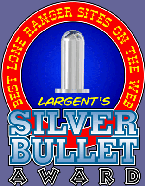 BEST LONE RANGER SITES ON THE WEB
LARGENT'S
SILVER
BULLET
AWARD